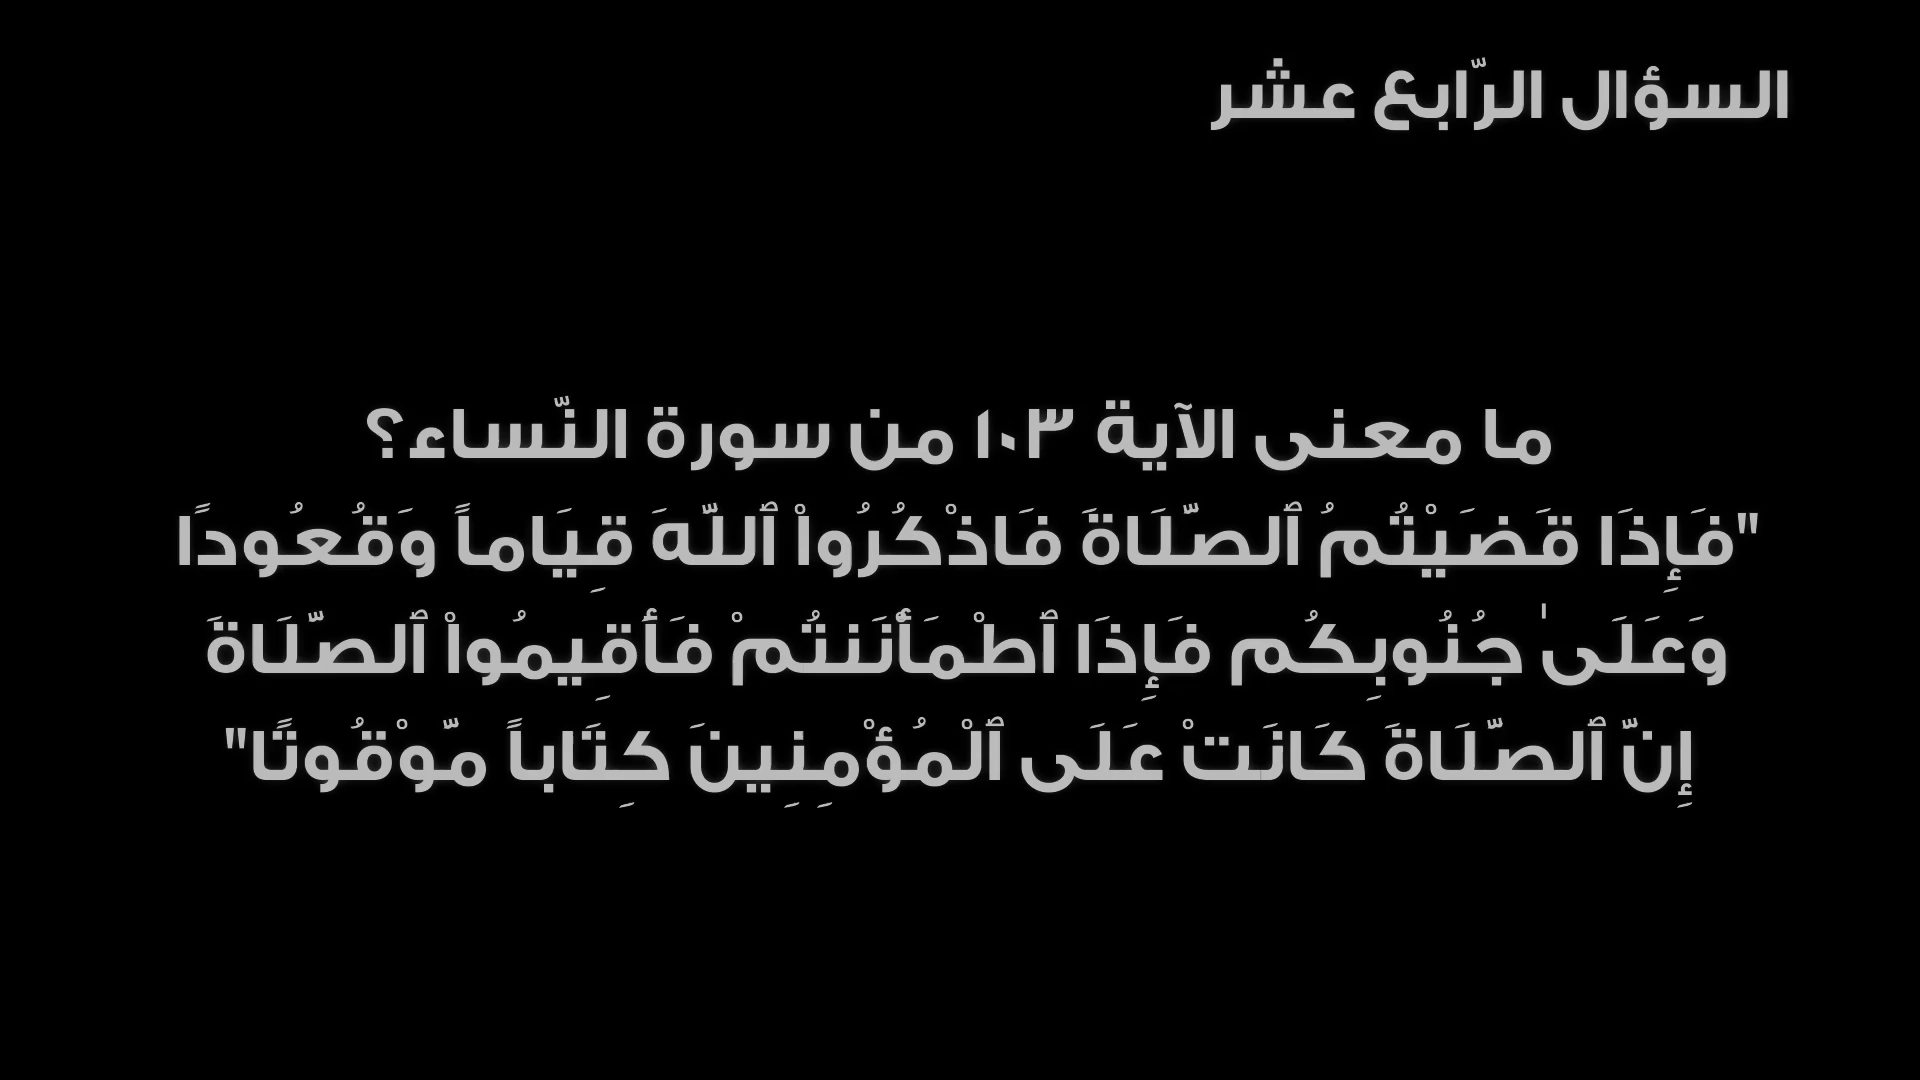 السؤال الرّابع عشر
ما معنى الآية ١٠٣ من سورة النّساء؟
"فَإِذَا قَضَيْتُمُ ٱلصّلَاةَ فَاذْكُرُواْ ٱللّهَ قِيَاماً وَقُعُودًا
وَعَلَىٰ جُنُوبِكُم فَإِذَا ٱطْمَأْنَنتُمْ فَأَقِيمُواْ ٱلصّلَاةَ
إِنّ ٱلصّلَاةَ كَانَتْ عَلَى ٱلْمُؤْمِنِينَ كِتَاباً مّوْقُوتًا"